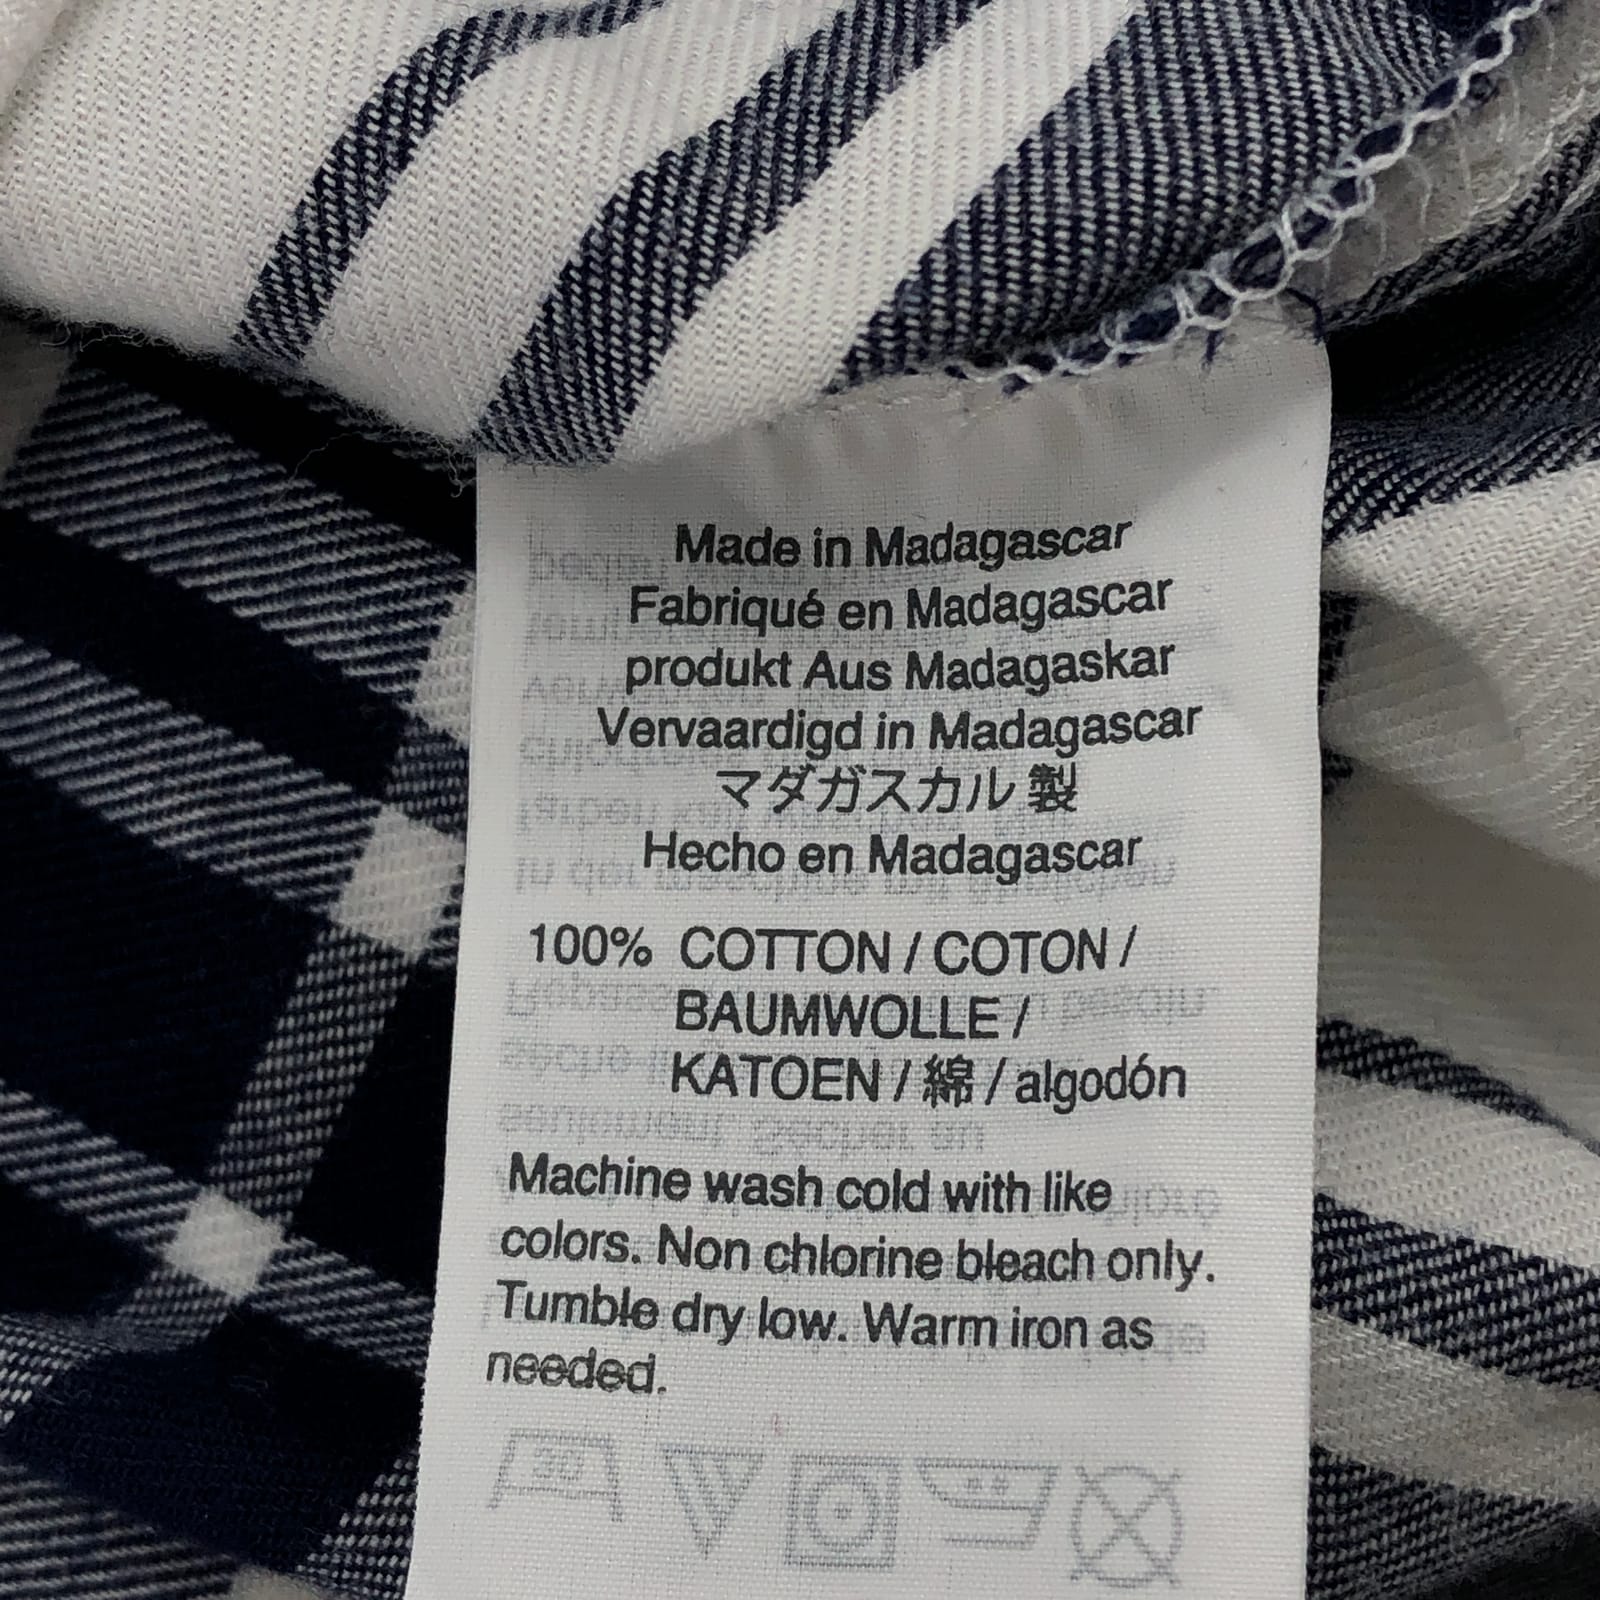 Made in Madagascar
Fabriqué en Madagascar
produkt Aus Madagaskar
Vervaardigd in Madagascar
マダガスカル 製
Hecho en Madagascar
100% COTTON / COTON /
BAUMWOLLE /
KATOEN / 綿 / algodón
Machine wash cold with like
colors. Non chlorine bleach only.
Tumble dry low. Warm iron as
needed.